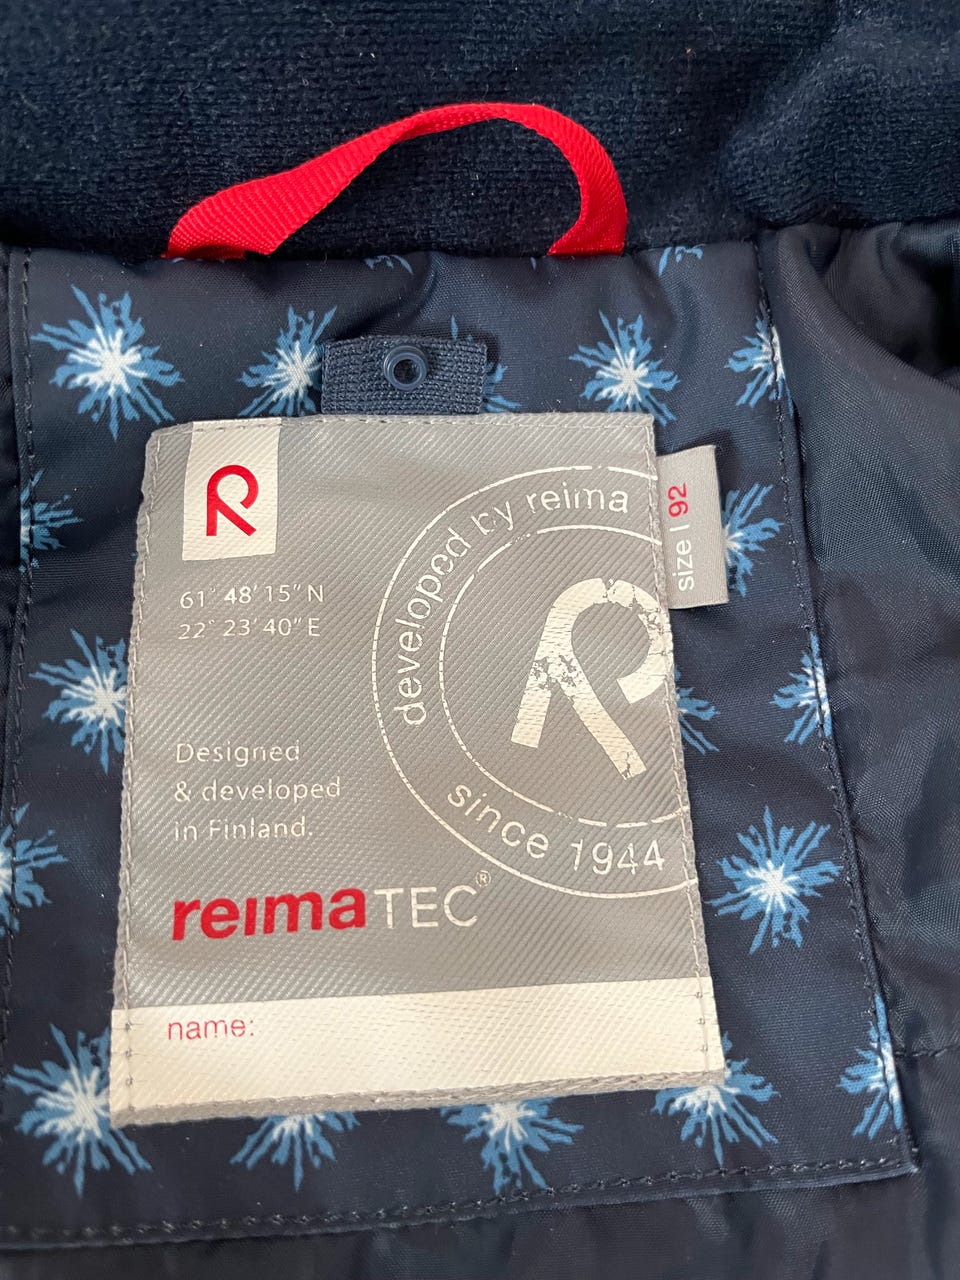 61° 48' 15" N
22° 23' 40" E
developed by reima
since 1944
size | 92
Designed
& developed
in Finland.
reimaTEC®
name: